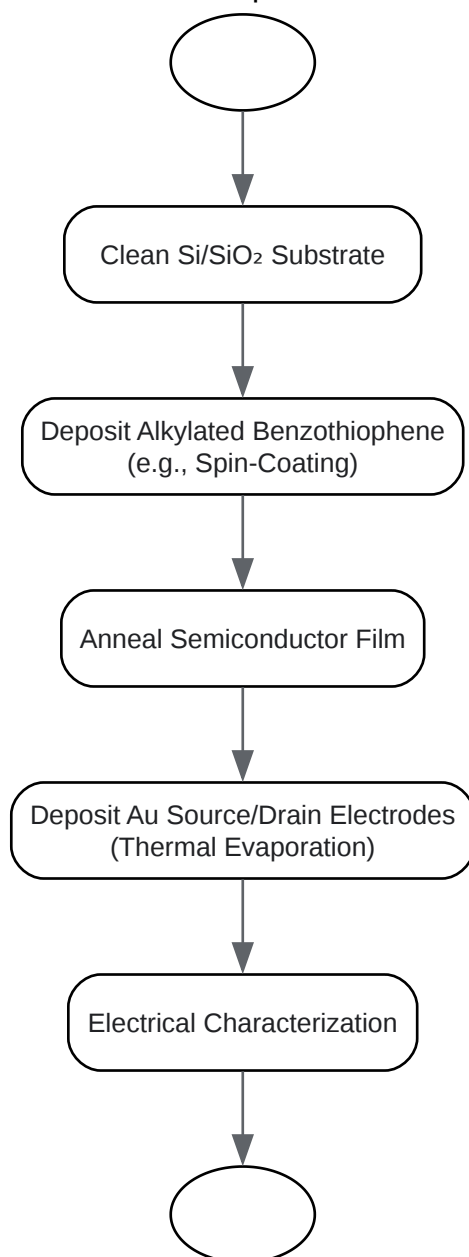 Clean Si/SiO₂ Substrate
Deposit Alkylated Benzothiophene
(e.g., Spin-Coating)
Anneal Semiconductor Film
Deposit Au Source/Drain Electrodes
(Thermal Evaporation)
Electrical Characterization